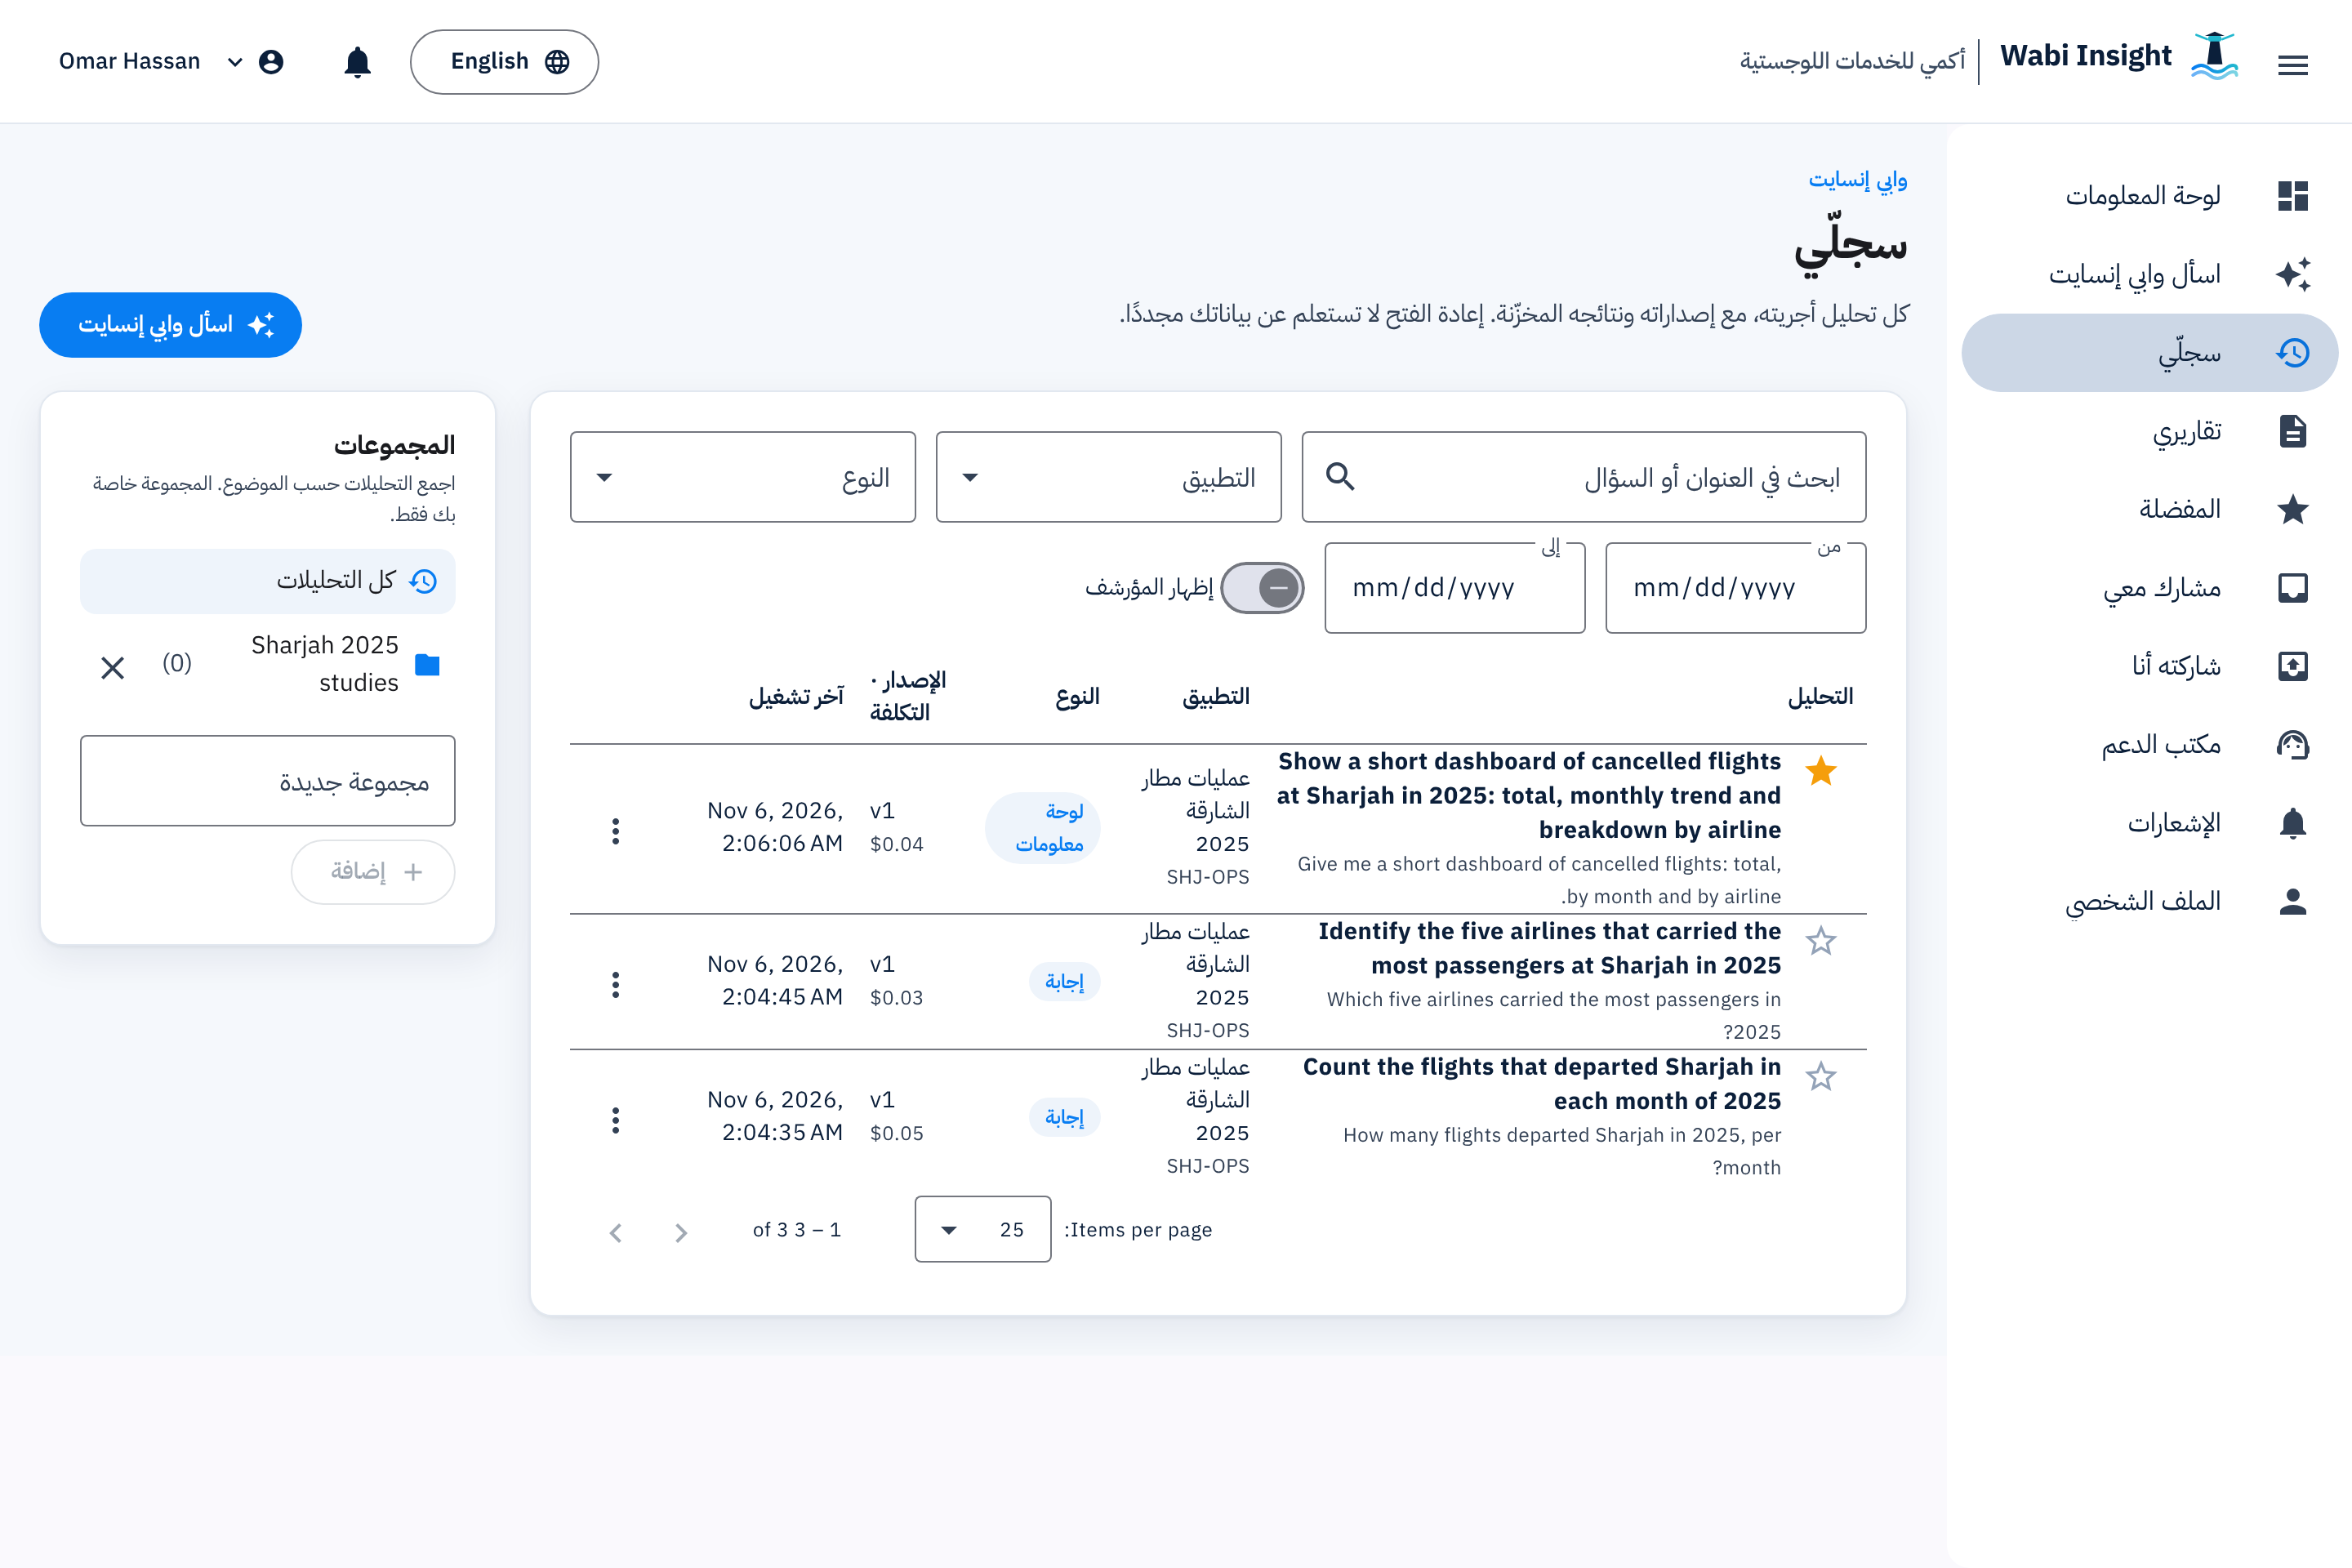 Wabi Insight
أكمي للخدمات اللوجستية
English
Omar Hassan
لوحة المعلومات
اسأل وابي إنسايت
سجلّي
تقاريري
المفضلة
مشارك معي
شاركته أنا
مكتب الدعم
الإشعارات
الملف الشخصي
وابي إنسايت
سجلّي
كل تحليل أجريته، مع إصداراته ونتائجه المخزّنة. إعادة الفتح لا تستعلم عن بياناتك مجددًا.
اسأل وابي إنسايت
ابحث في العنوان أو السؤال
التطبيق
النوع
من
mm/dd/yyyy
إلى
mm/dd/yyyy
إظهار المؤرشف
التحليل
التطبيق
النوع
الإصدار ·
التكلفة
آخر تشغيل
Show a short dashboard of cancelled flights
at Sharjah in 2025: total, monthly trend and
breakdown by airline
Give me a short dashboard of cancelled flights: total,
by month and by airline.
عمليات مطار
الشارقة
2025
SHJ-OPS
لوحة
معلومات
v1
$0.04
Nov 6, 2026,
2:06:06 AM
Identify the five airlines that carried the
most passengers at Sharjah in 2025
Which five airlines carried the most passengers in
2025?
عمليات مطار
الشارقة
2025
SHJ-OPS
إجابة
v1
$0.03
Nov 6, 2026,
2:04:45 AM
Count the flights that departed Sharjah in
each month of 2025
How many flights departed Sharjah in 2025, per
month?
عمليات مطار
الشارقة
2025
SHJ-OPS
إجابة
v1
$0.05
Nov 6, 2026,
2:04:35 AM
Items per page:
25
1 – 3 of 3
المجموعات
اجمع التحليلات حسب الموضوع. المجموعة خاصة
بك فقط.
كل التحليلات
Sharjah 2025
studies
(0)
مجموعة جديدة
إضافة